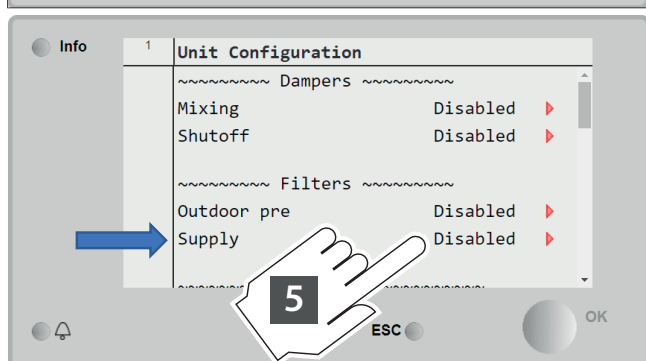 Info
1 Unit Configuration
~~~~~~~~~ Dampers ~~~~~~~~~
Mixing Disabled
Shutoff Disabled
~~~~~~~~~ Filters ~~~~~~~~~
Outdoor pre Disabled
Supply Disabled
5
ESC
OK